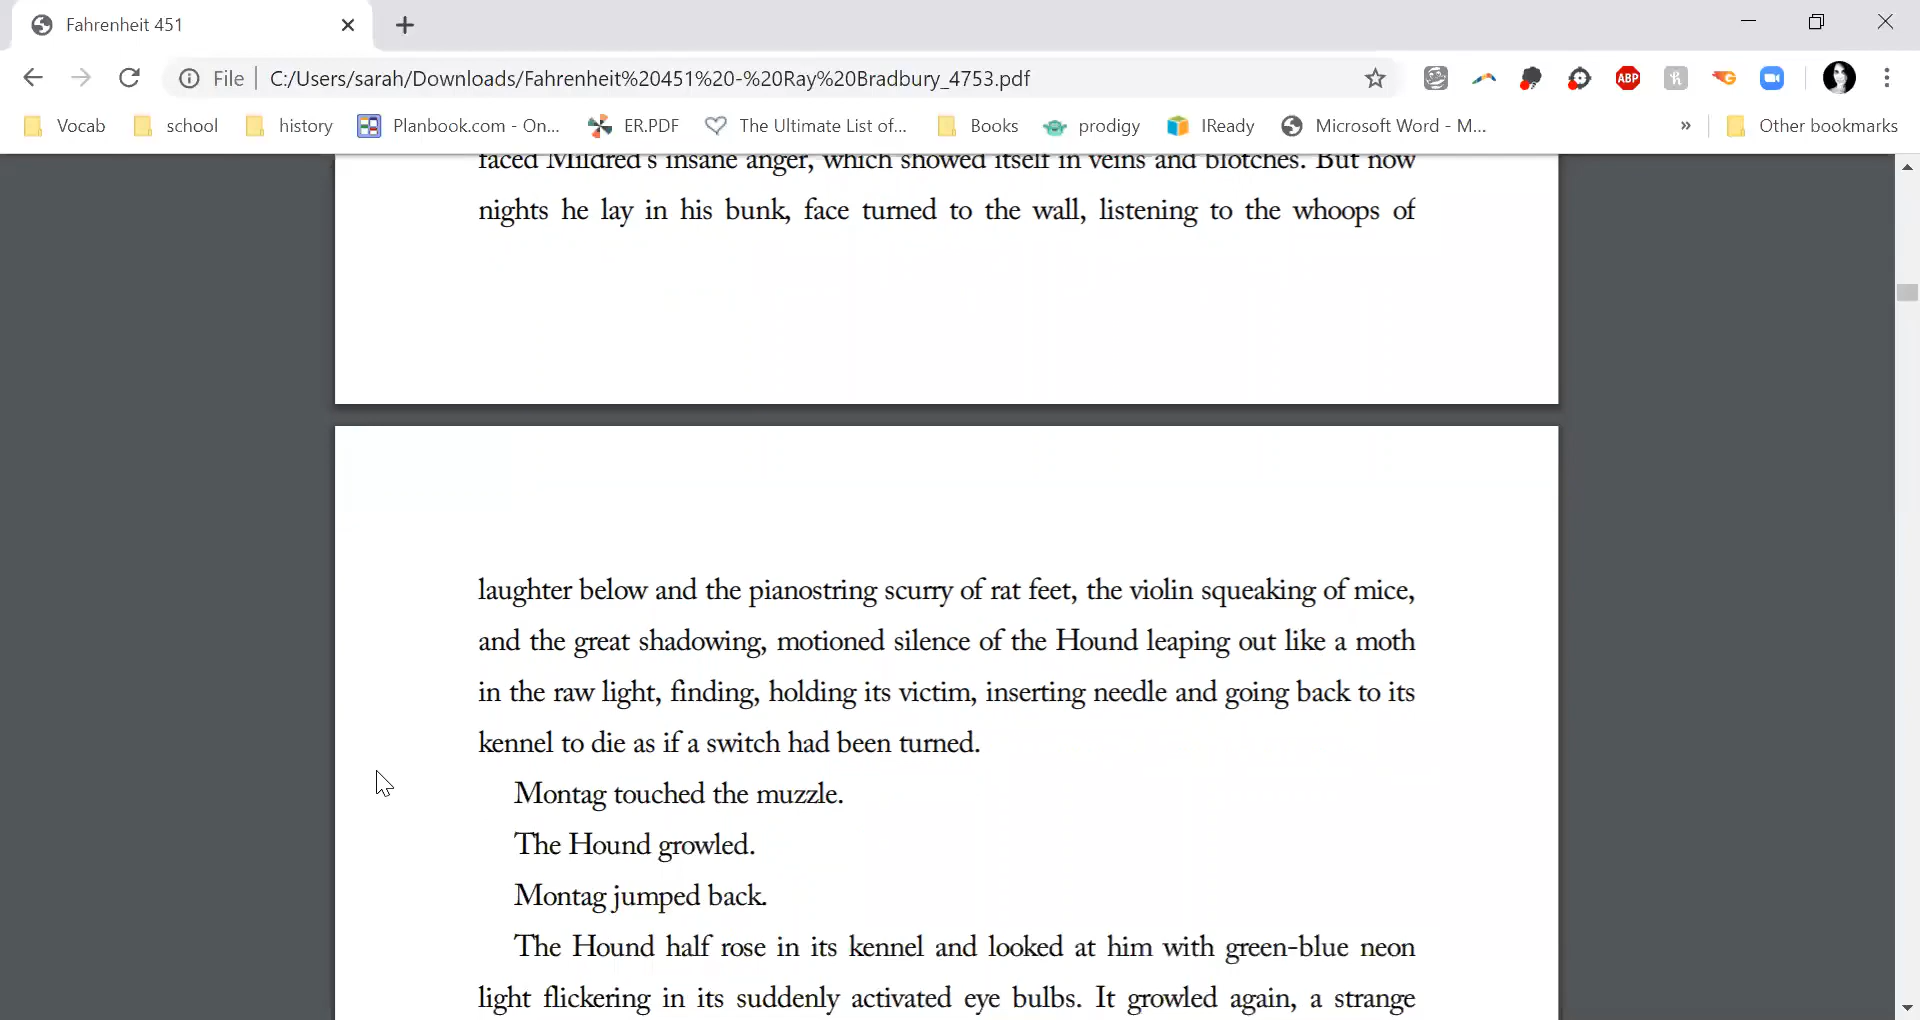 Fahrenheit 451
File
C:/Users/sarah/Downloads/Fahrenheit%20451%20-%20Ray%20Bradbury_4753.pdf
ABP
Vocab school history Planbook.com - On... ER.PDF The Ultimate List of... Books prodigy IReady Microsoft Word - M... » Other bookmarks
faced Mildred's insane anger, which showed itself in veins and blotches. But now
nights he lay in his bunk, face turned to the wall, listening to the whoops of
laughter below and the pianostring scurry of rat feet, the violin squeaking of mice,
and the great shadowing, motioned silence of the Hound leaping out like a moth
in the raw light, finding, holding its victim, inserting needle and going back to its
kennel to die as if a switch had been turned.
Montag touched the muzzle.
The Hound growled.
Montag jumped back.
The Hound half rose in its kennel and looked at him with green-blue neon
light flickering in its suddenly activated eye bulbs. It growled again, a strange